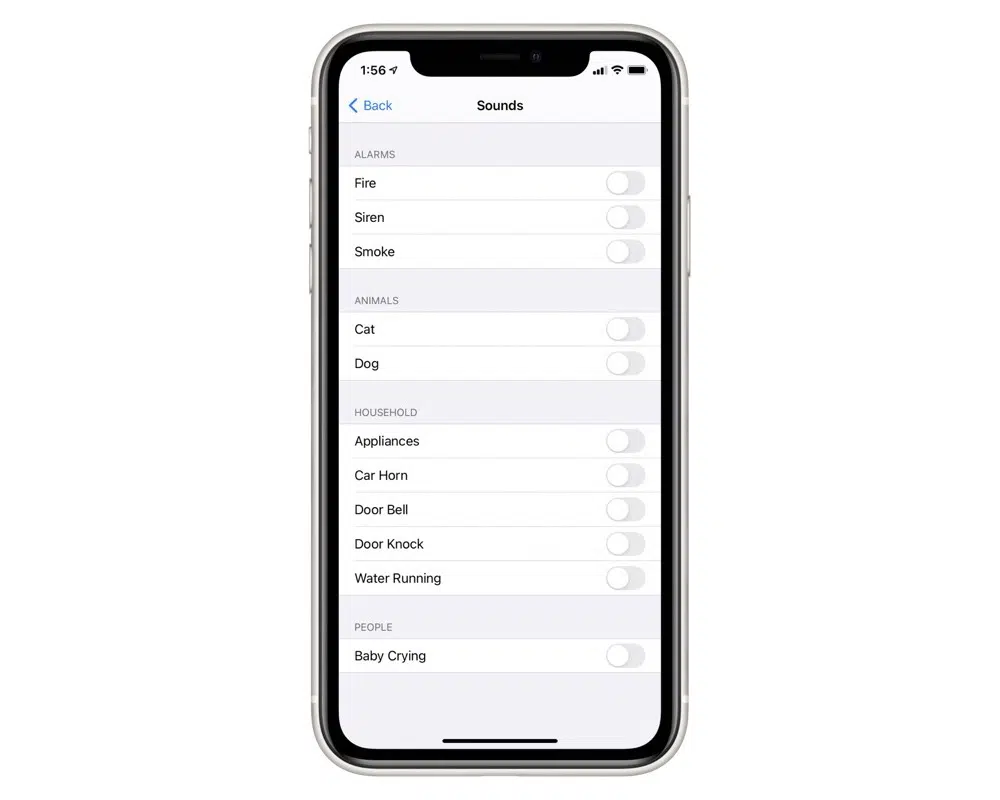 1:56
Back
Sounds
ALARMS
Fire
Siren
Smoke
ANIMALS
Cat
Dog
HOUSEHOLD
Appliances
Car Horn
Door Bell
Door Knock
Water Running
PEOPLE
Baby Crying